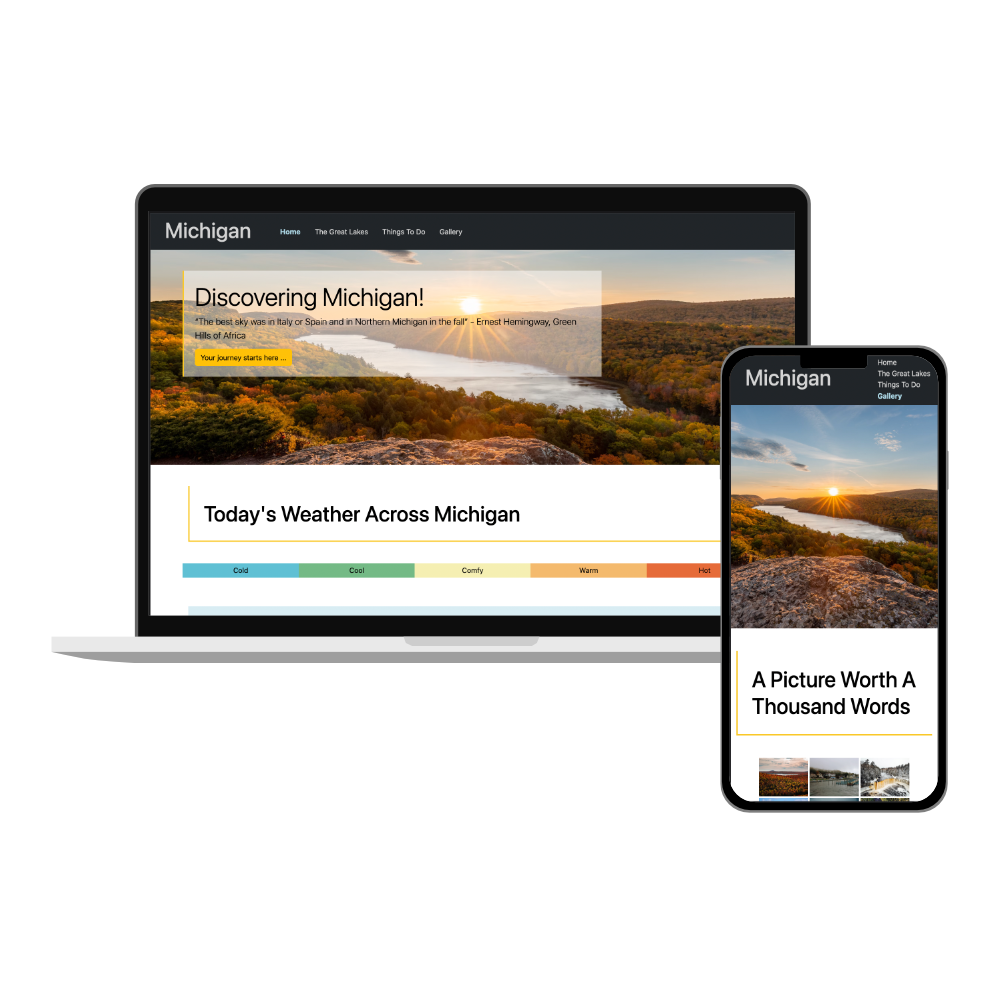 Michigan
Home The Great Lakes Things To Do Gallery
Discovering Michigan!
"The best sky was in Italy or Spain and in Northern Michigan in the fall" - Ernest Hemingway, Green
Hills of Africa
Your journey starts here ...
Today's Weather Across Michigan
Cold Cool Comfy Warm Hot
Michigan
Home
The Great Lakes
Things To Do
Gallery
A Picture Worth A
Thousand Words